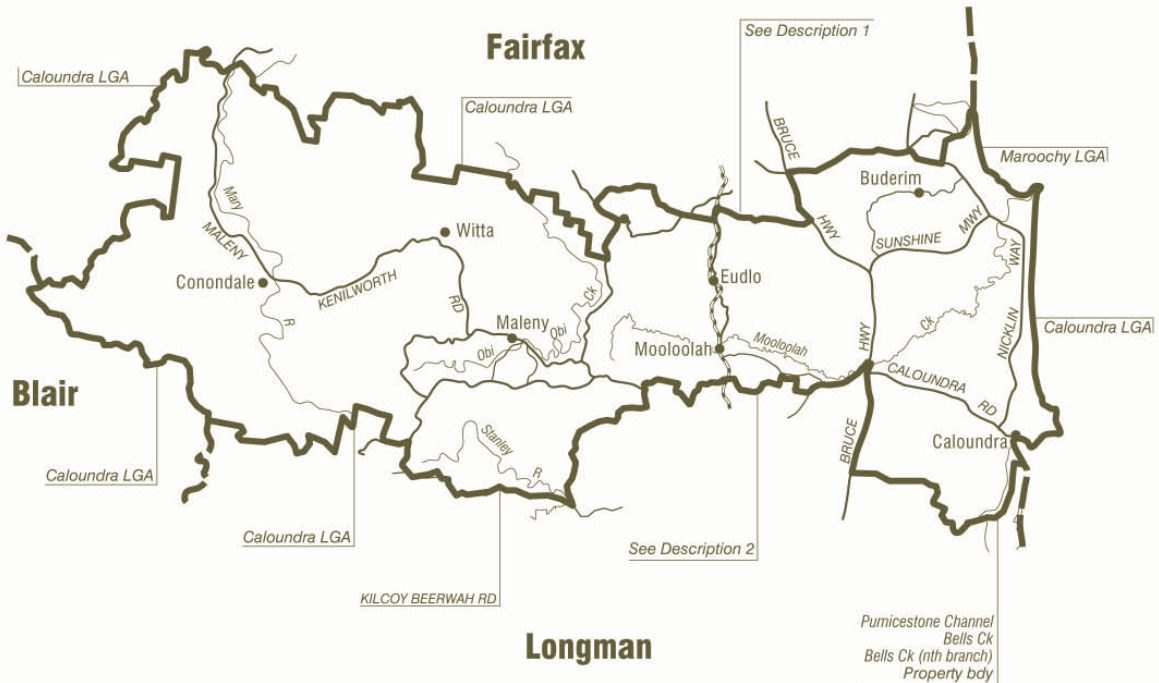 Fairfax
See Description 1
Caloundra LGA
Caloundra LGA
BRUCE
Maroochy LGA
Buderim
Mary
MALENY
Witta
HWY
SUNSHINE
MWY
WAY
Conondale
KENILWORTH
RD
Eudlo
R
Ck
Maleny
Obi
Obi
Mooloolah
Mooloolah
HWY
Ck
NICKLIN
Caloundra LGA
Blair
CALOUNDRA
RD
Caloundra
Stanley
R
BRUCE
Caloundra LGA
Caloundra LGA
See Description 2
KILCOY BEERWAH RD
Longman
Pumicestone Channel
Bells Ck
Bells Ck (nth branch)
Property bdy